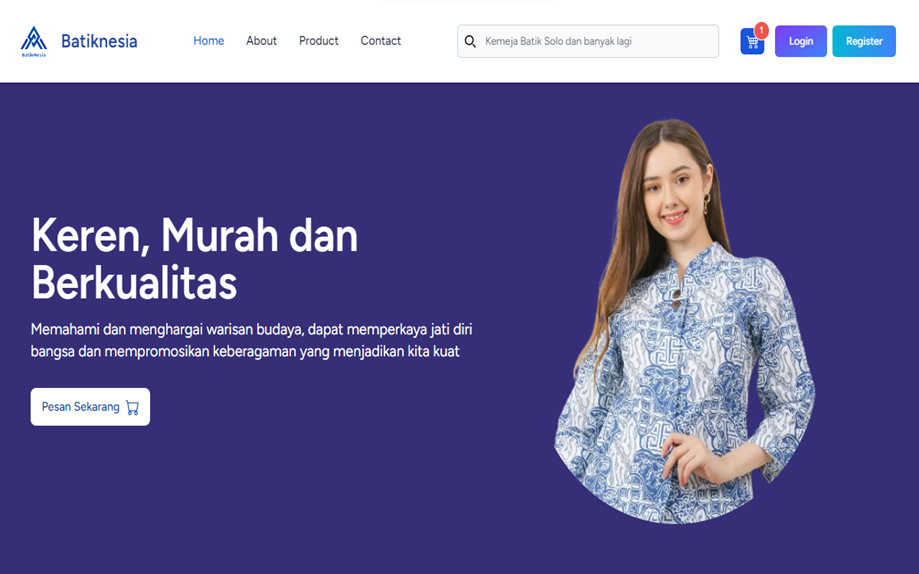 Batiknesia
Batiknesia
Home
About
Product
Contact
Kemeja Batik Solo dan banyak lagi
1
Login
Register
Keren, Murah dan
Berkualitas
Memahami dan menghargai warisan budaya, dapat memperkaya jati diri
bangsa dan mempromosikan keberagaman yang menjadikan kita kuat
Pesan Sekarang